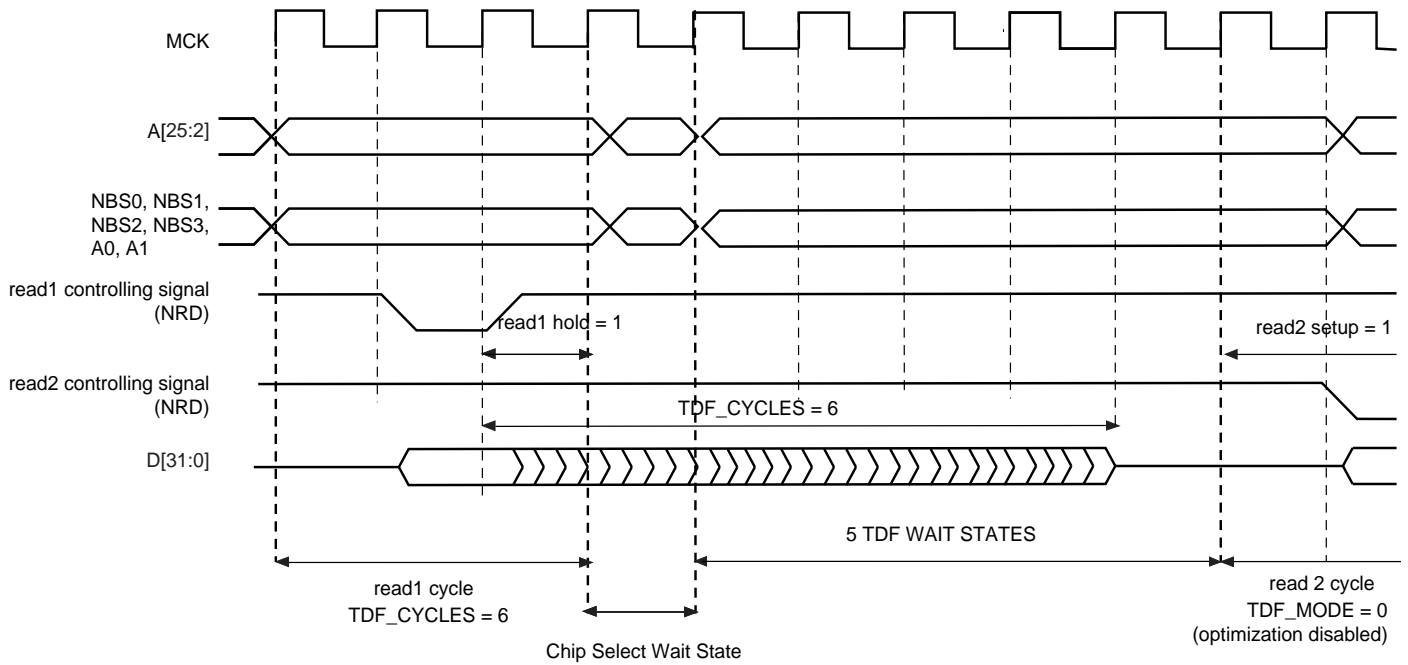 MCK
A[25:2]
NBS0, NBS1,
NBS2, NBS3,
A0, A1
read1 controlling signal
(NRD)
read1 hold = 1
read2 setup = 1
read2 controlling signal
(NRD)
TDF_CYCLES = 6
D[31:0]
5 TDF WAIT STATES
read1 cycle
TDF_CYCLES = 6
read 2 cycle
TDF_MODE = 0
(optimization disabled)
Chip Select Wait State